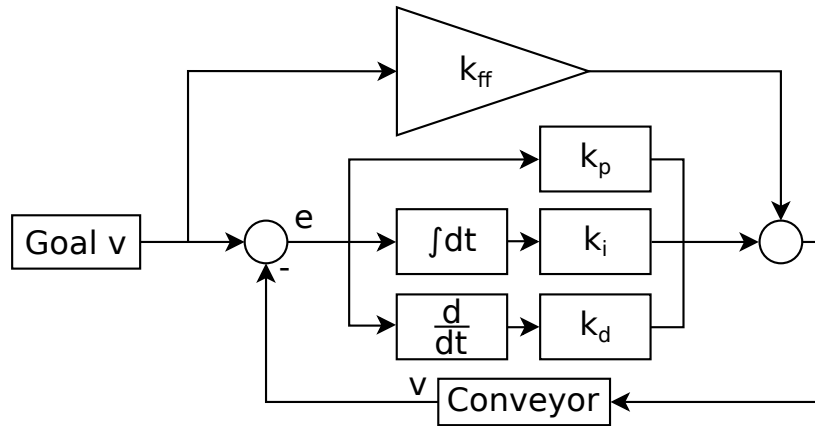 k_ff
k_p
e
Goal v
∫dt
k_i
-
d
dt
k_d
v
Conveyor